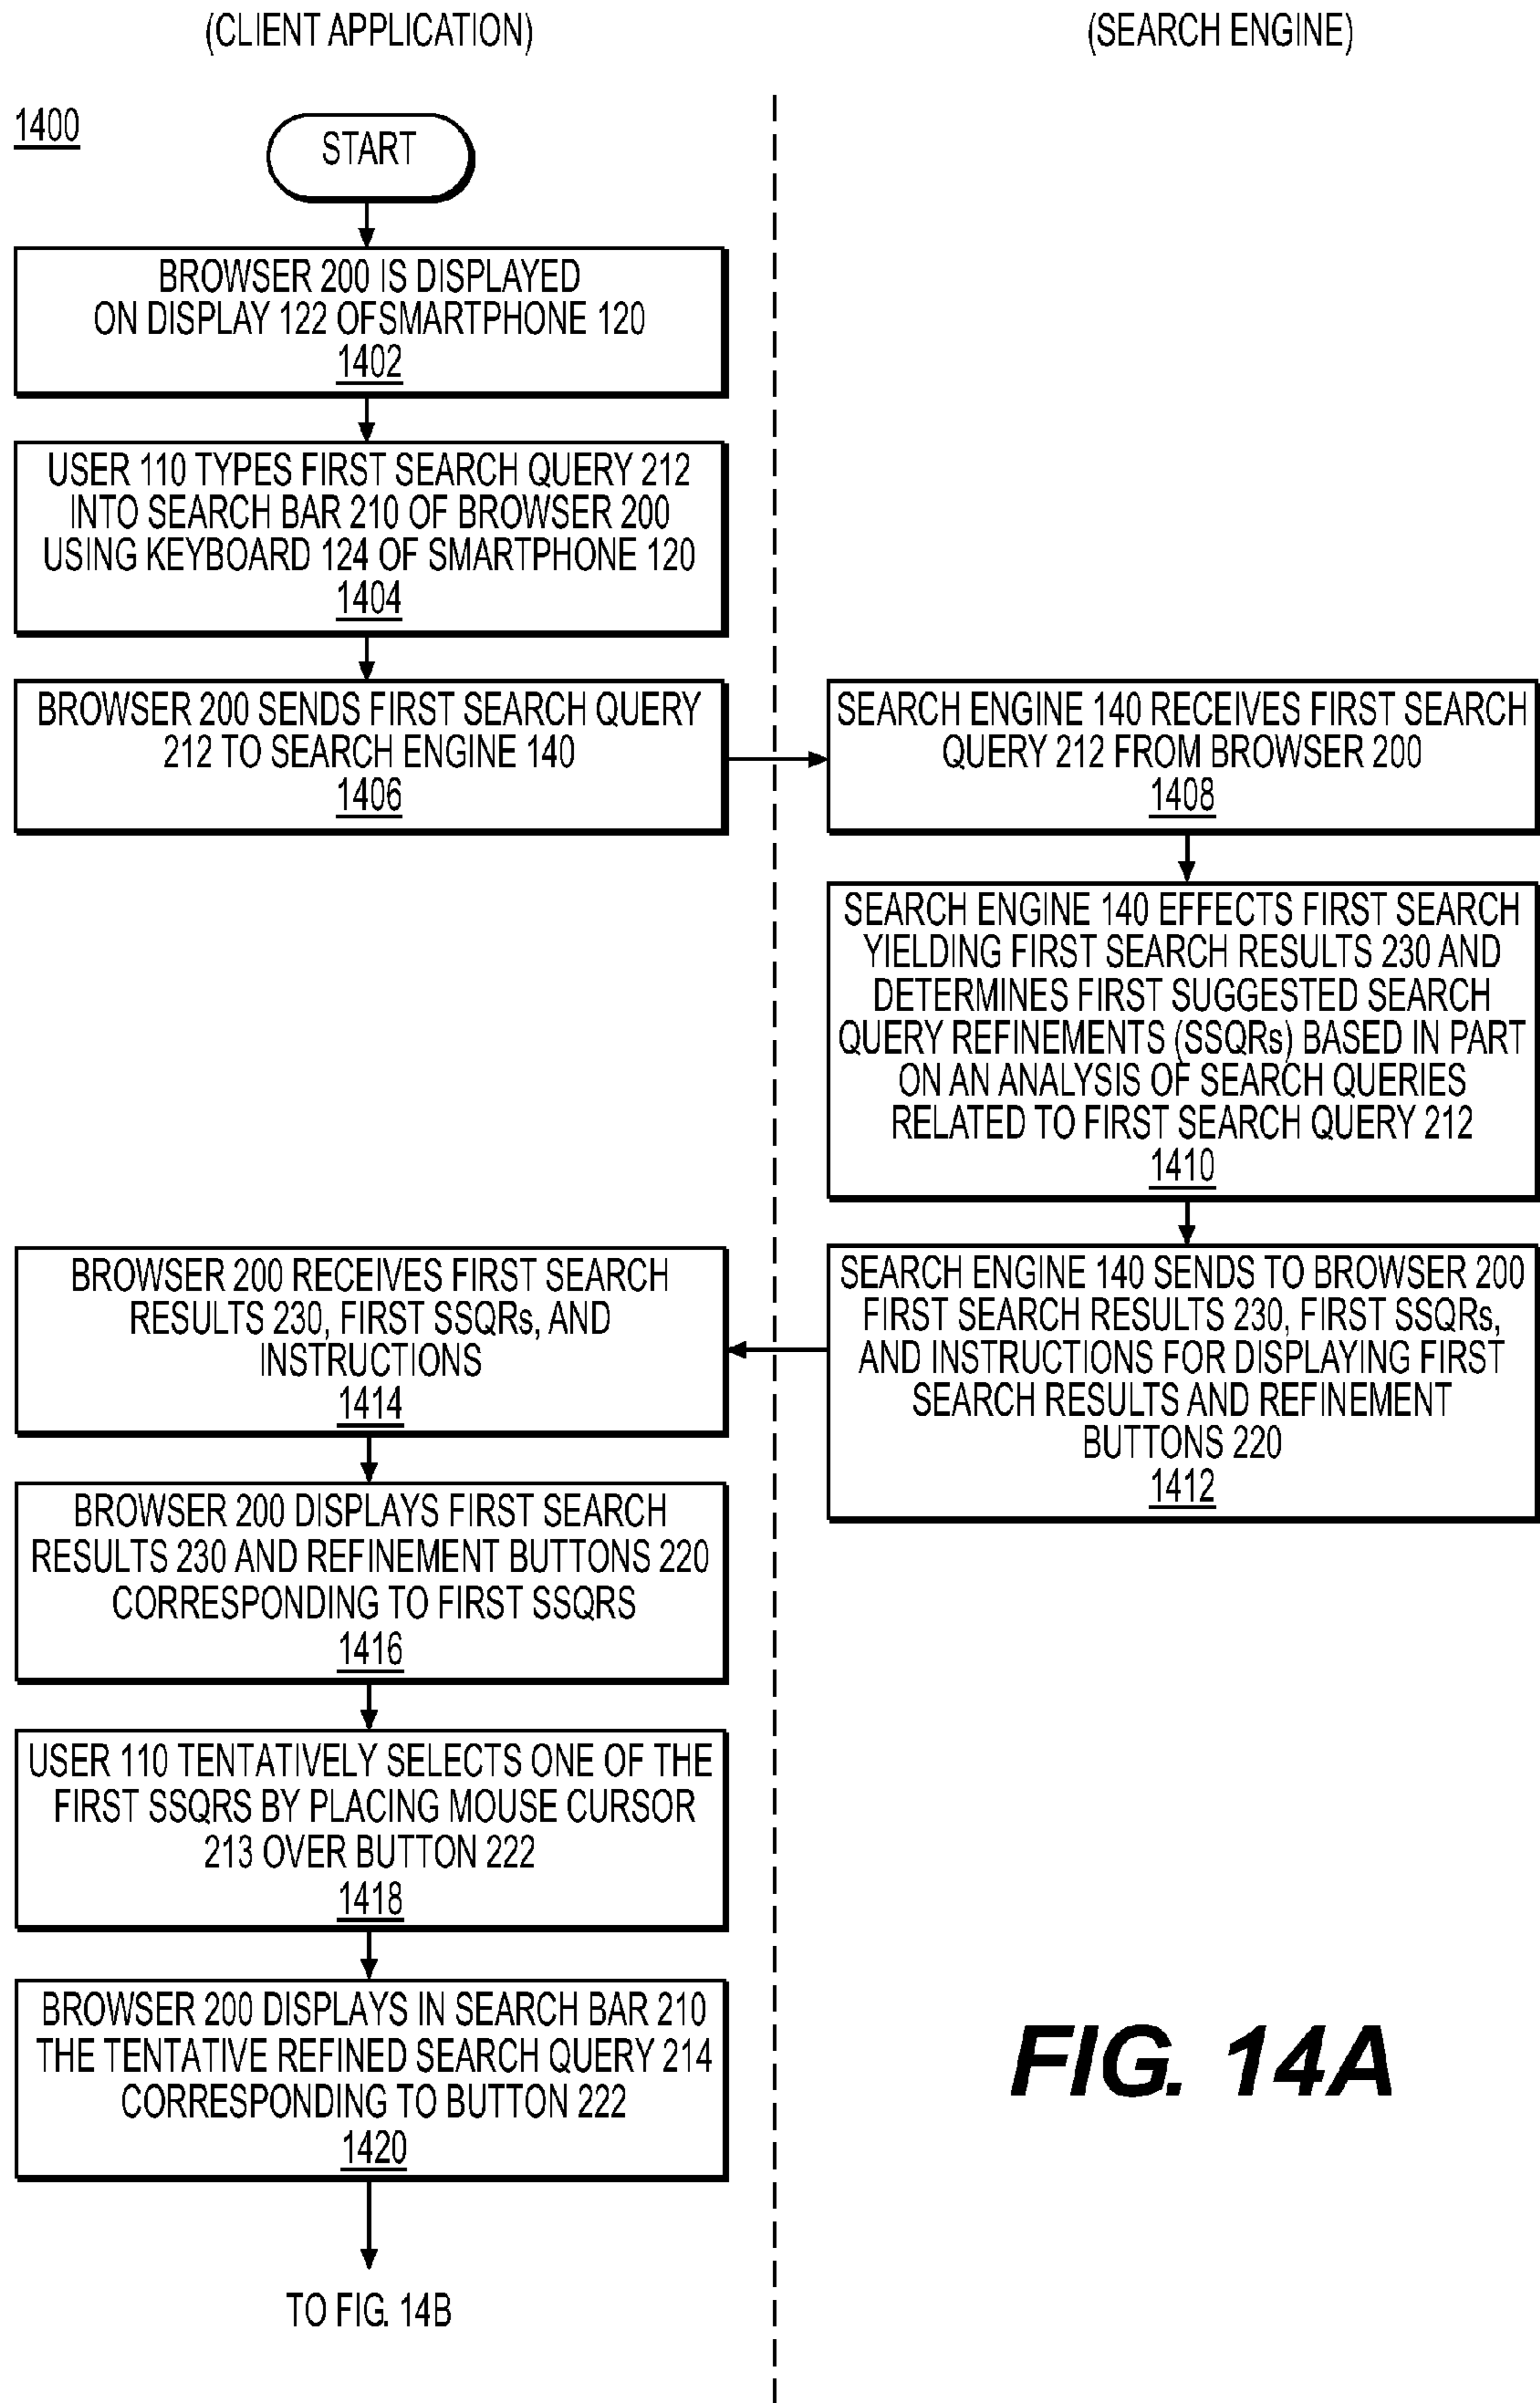 (CLIENT APPLICATION)
(SEARCH ENGINE)
1400
START
BROWSER 200 IS DISPLAYED
ON DISPLAY 122 OFSMARTPHONE 120
1402
USER 110 TYPES FIRST SEARCH QUERY 212
INTO SEARCH BAR 210 OF BROWSER 200
USING KEYBOARD 124 OF SMARTPHONE 120
1404
BROWSER 200 SENDS FIRST SEARCH QUERY
212 TO SEARCH ENGINE 140
1406
SEARCH ENGINE 140 RECEIVES FIRST SEARCH
QUERY 212 FROM BROWSER 200
1408
SEARCH ENGINE 140 EFFECTS FIRST SEARCH
YIELDING FIRST SEARCH RESULTS 230 AND
DETERMINES FIRST SUGGESTED SEARCH
QUERY REFINEMENTS (SSQRs) BASED IN PART
ON AN ANALYSIS OF SEARCH QUERIES
RELATED TO FIRST SEARCH QUERY 212
1410
SEARCH ENGINE 140 SENDS TO BROWSER 200
FIRST SEARCH RESULTS 230, FIRST SSQRs,
AND INSTRUCTIONS FOR DISPLAYING FIRST
SEARCH RESULTS AND REFINEMENT
BUTTONS 220
1412
BROWSER 200 RECEIVES FIRST SEARCH
RESULTS 230, FIRST SSQRs, AND
INSTRUCTIONS
1414
BROWSER 200 DISPLAYS FIRST SEARCH
RESULTS 230 AND REFINEMENT BUTTONS 220
CORRESPONDING TO FIRST SSQRS
1416
USER 110 TENTATIVELY SELECTS ONE OF THE
FIRST SSQRS BY PLACING MOUSE CURSOR
213 OVER BUTTON 222
1418
BROWSER 200 DISPLAYS IN SEARCH BAR 210
THE TENTATIVE REFINED SEARCH QUERY 214
CORRESPONDING TO BUTTON 222
1420
TO FIG. 14B
FIG. 14A